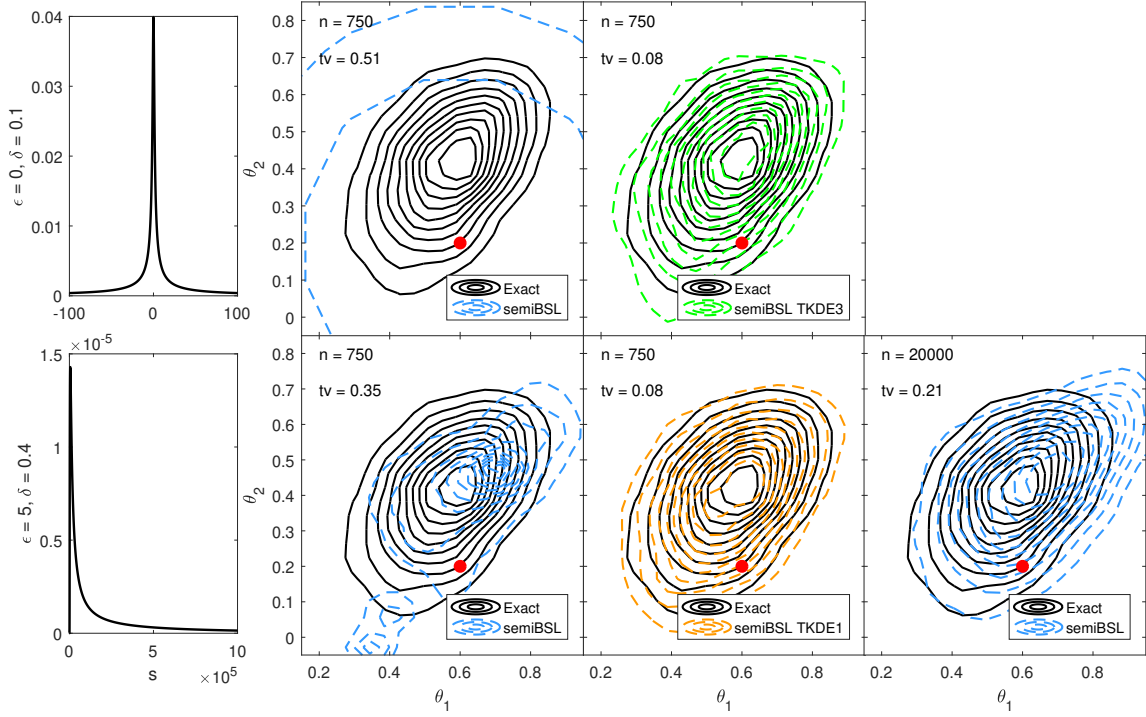 ϵ = 0, δ = 0.1
0.04
0.03
0.02
0.01
0
-100
0
100
θ2
0.8
0.7
0.6
0.5
0.4
0.3
0.2
0.1
0
n = 750
tv = 0.51
Exact
semiBSL
n = 750
tv = 0.08
Exact
semiBSL TKDE3
ϵ = 5, δ = 0.4
×10-5
1.5
1
0.5
0
0
5
10
s
×105
θ2
0.8
0.7
0.6
0.5
0.4
0.3
0.2
0.1
0
n = 750
tv = 0.35
Exact
semiBSL
0.2
0.4
0.6
0.8
θ1
n = 750
tv = 0.08
Exact
semiBSL TKDE1
0.2
0.4
0.6
0.8
θ1
n = 20000
tv = 0.21
Exact
semiBSL
0.2
0.4
0.6
0.8
θ1